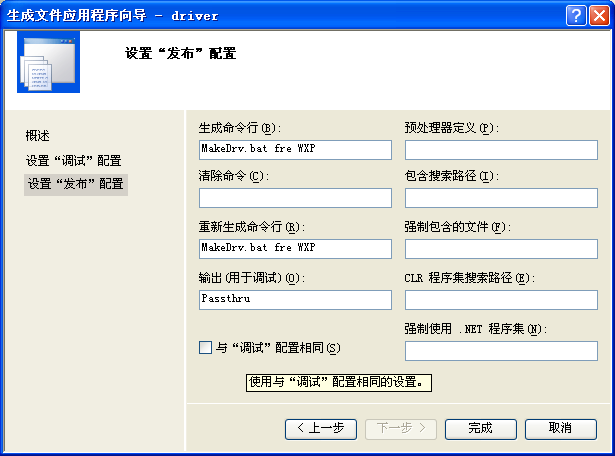 生成文件应用程序向导 - driver
设置“发布”配置
概述
设置“调试”配置
设置“发布”配置
生成命令行(B):
MakeDrv.bat fre WXP
清除命令(C):
重新生成命令行(R):
MakeDrv.bat fre WXP
输出(用于调试)(O):
Passthru
与“调试”配置相同(S)
预处理器定义(P):
包含搜索路径(I):
强制包含的文件(F):
CLR 程序集搜索路径(E):
强制使用 .NET 程序集(N):
使用与“调试”配置相同的设置。
< 上一步
下一步 >
完成
取消